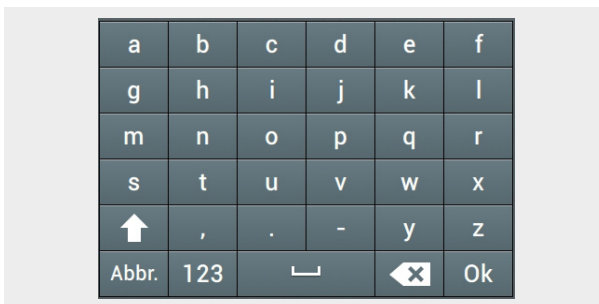 a b c d e f
g h i j k l
m n o p q r
s t u v w x
, . - y z
Abbr. 123 Ok